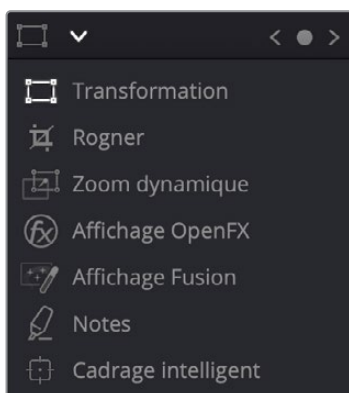 Transformation
Rogner
Zoom dynamique
Affichage OpenFX
Affichage Fusion
Notes
Cadrage intelligent